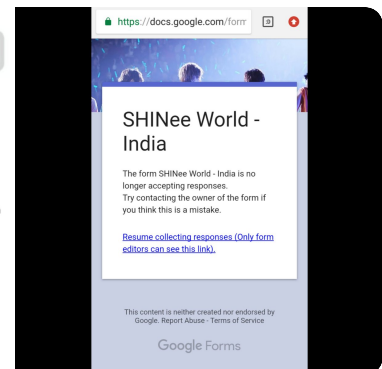 https://docs.google.com/form
:D
SHINee World -
India
The form SHINee World - India is no
longer accepting responses.
Try contacting the owner of the form if
you think this is a mistake.
Resume collecting responses (Only form
editors can see this link).
This content is neither created nor endorsed by
Google. Report Abuse - Terms of Service
Google Forms